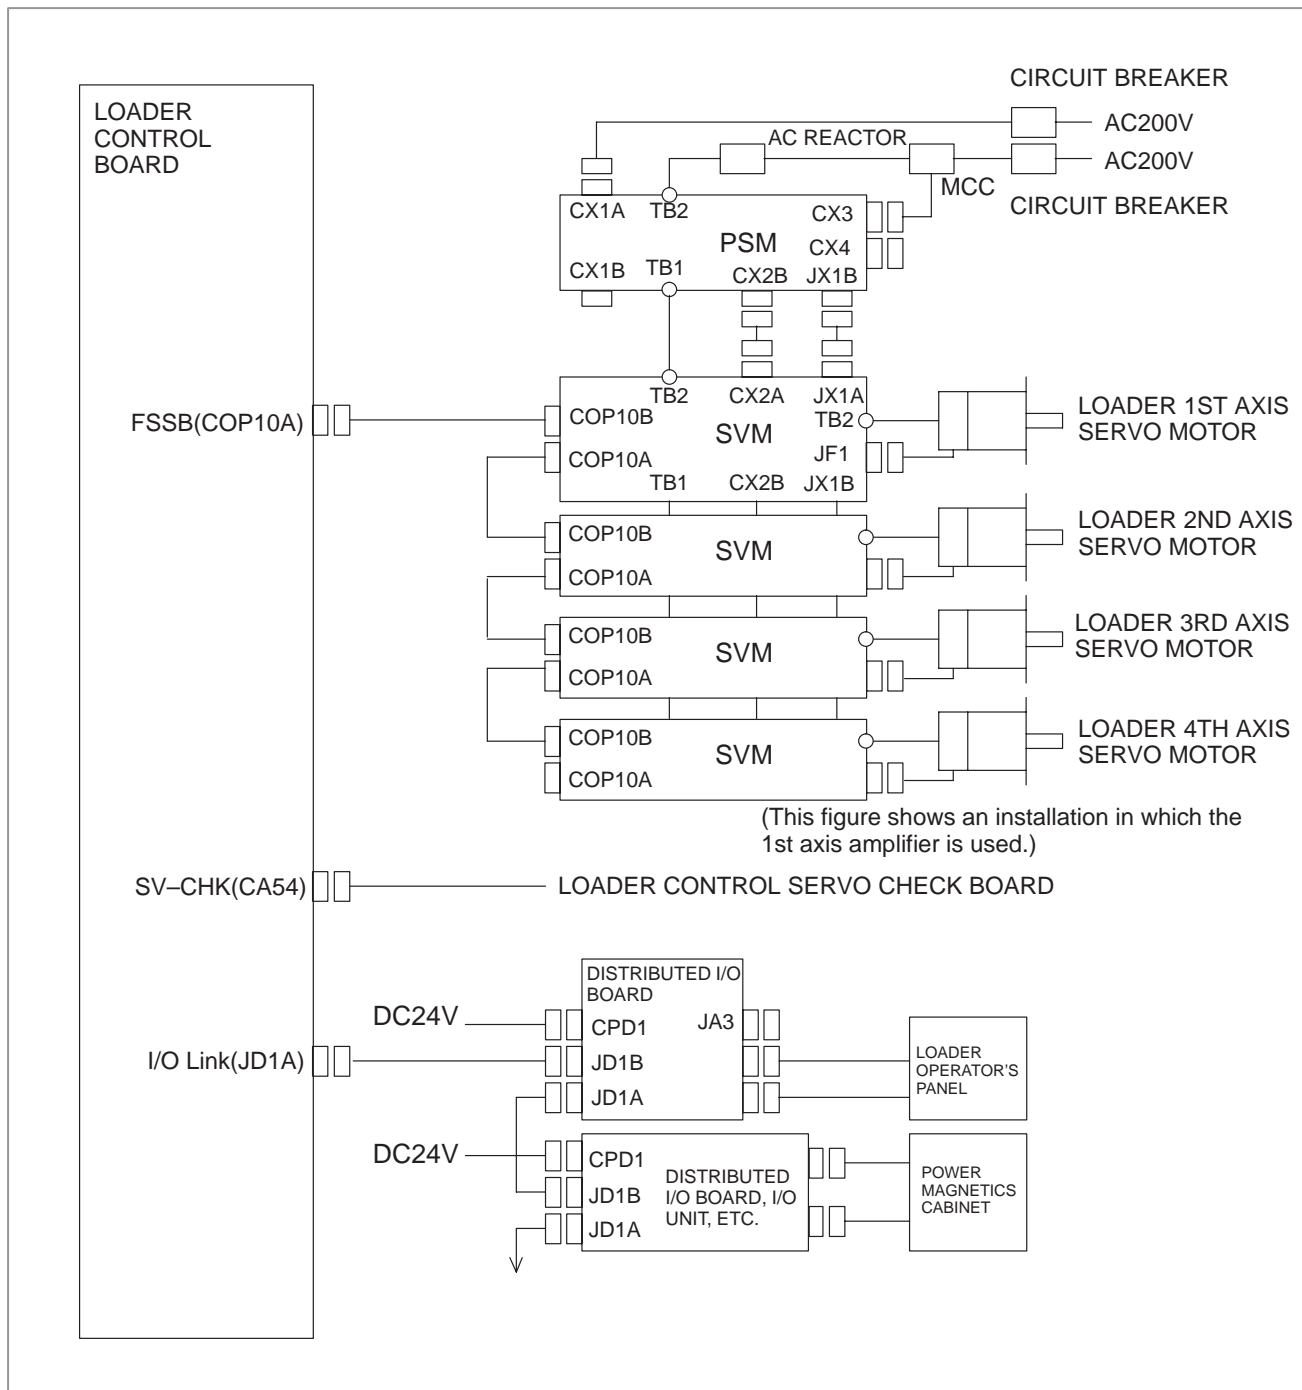 LOADER
CONTROL
BOARD
CIRCUIT BREAKER
AC200V
AC REACTOR
AC200V
MCC
CIRCUIT BREAKER
CX1A
TB2
CX3
PSM
CX4
CX1B
TB1
CX2B
JX1B
TB2
CX2A
JX1A
FSSB(COP10A)
COP10B
SVM
TB2
LOADER 1ST AXIS
SERVO MOTOR
COP10A
JF1
TB1
CX2B
JX1B
COP10B
SVM
LOADER 2ND AXIS
SERVO MOTOR
COP10A
COP10B
SVM
LOADER 3RD AXIS
SERVO MOTOR
COP10A
COP10B
SVM
LOADER 4TH AXIS
SERVO MOTOR
COP10A
(This figure shows an installation in which the
1st axis amplifier is used.)
SV–CHK(CA54)
LOADER CONTROL SERVO CHECK BOARD
DISTRIBUTED I/O
BOARD
DC24V
CPD1
JA3
I/O Link(JD1A)
JD1B
JD1A
LOADER
OPERATOR'S
PANEL
DC24V
CPD1
JD1B
JD1A
DISTRIBUTED
I/O BOARD, I/O
UNIT, ETC.
POWER
MAGNETICS
CABINET